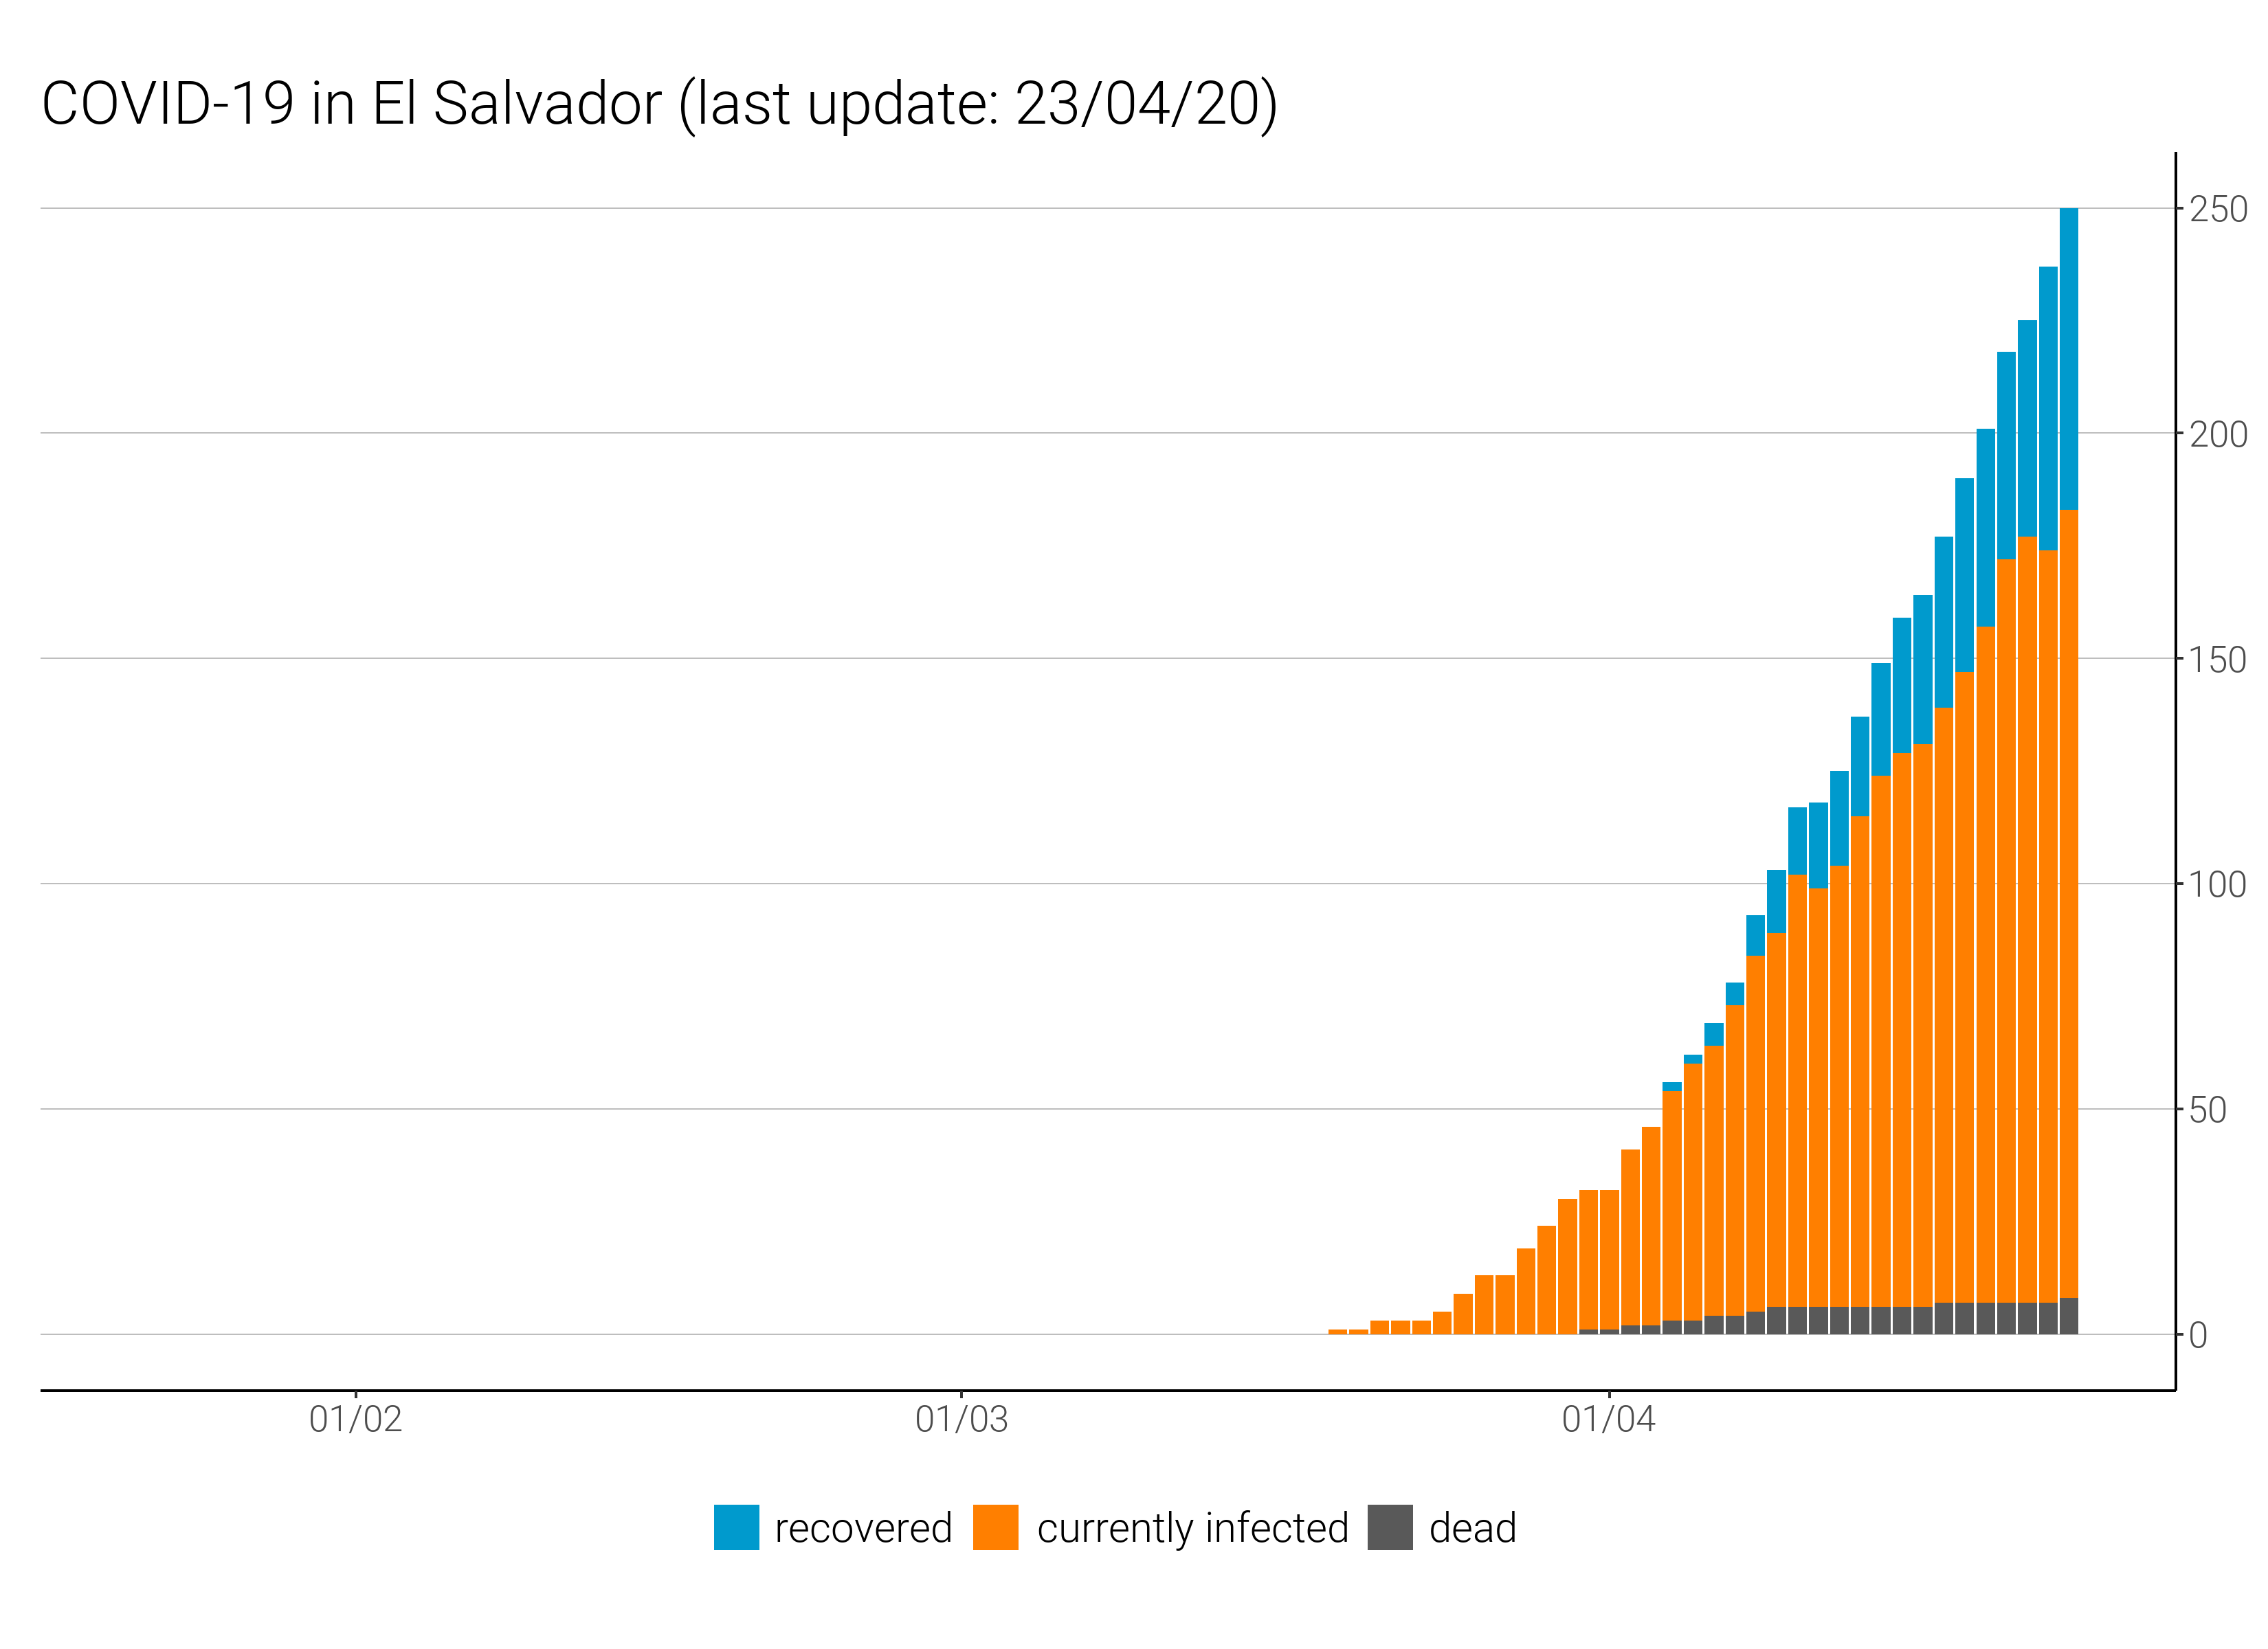 COVID-19 in El Salvador (last update: 23/04/20)
250
200
150
100
50
0
01/02 01/03 01/04
recovered currently infected dead